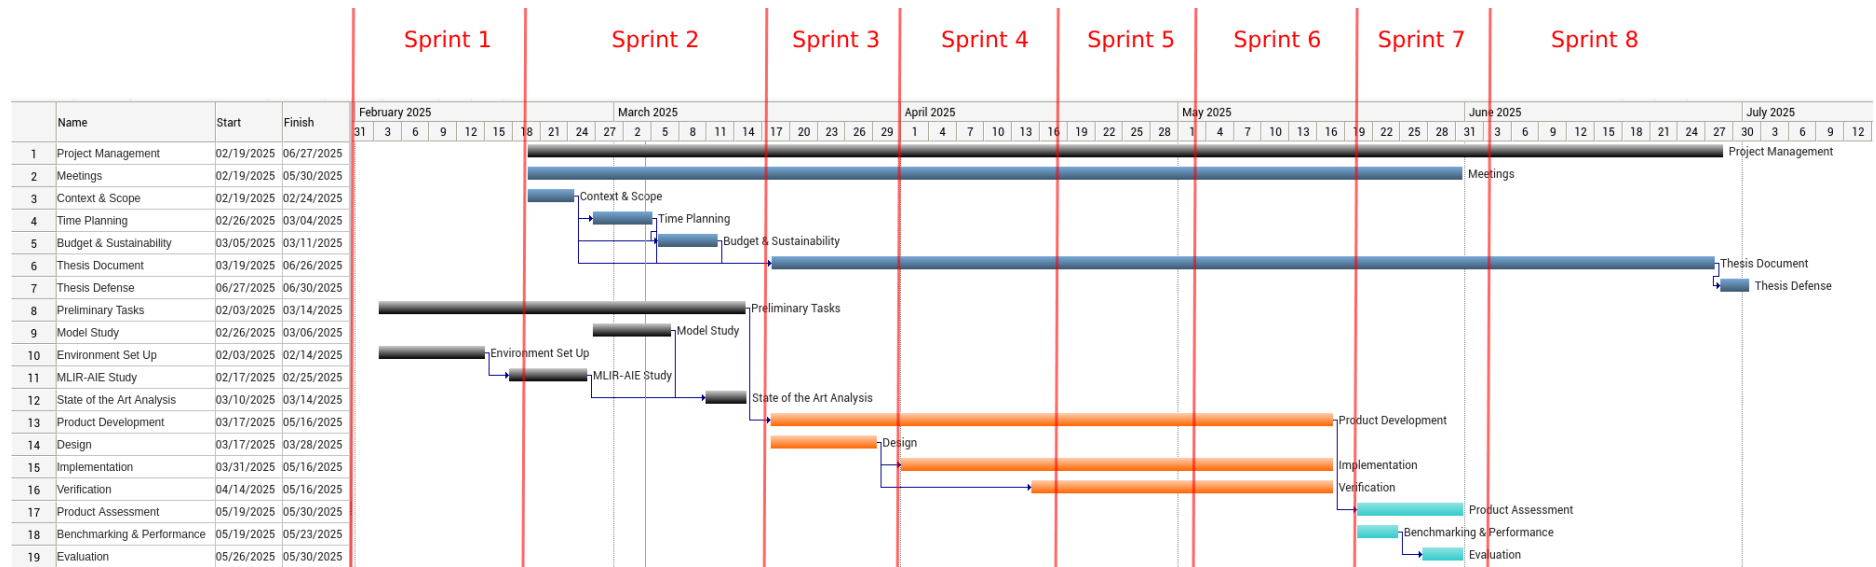 Sprint 1 Sprint 2 Sprint 3 Sprint 4 Sprint 5 Sprint 6 Sprint 7 Sprint 8
February 2025 March 2025 April 2025 May 2025 June 2025 July 2025
Name Start Finish
31 3 6 9 12 15 18 21 24 27 2 5 8 11 14 17 20 23 26 29 1 4 7 10 13 16 19 22 25 28 1 4 7 10 13 16 19 22 25 28 31 3 6 9 12 15 18 21 24 27 30 3 6 9 12
1 Project Management 02/19/2025 06/27/2025 Project Management
2 Meetings 02/19/2025 05/30/2025 Meetings
3 Context & Scope 02/19/2025 02/24/2025 Context & Scope
4 Time Planning 02/26/2025 03/04/2025 Time Planning
5 Budget & Sustainability 03/05/2025 03/11/2025 Budget & Sustainability
6 Thesis Document 03/19/2025 06/26/2025 Thesis Document
7 Thesis Defense 06/27/2025 06/30/2025 Thesis Defense
8 Preliminary Tasks 02/03/2025 03/14/2025 Preliminary Tasks
9 Model Study 02/26/2025 03/06/2025 Model Study
10 Environment Set Up 02/03/2025 02/14/2025 Environment Set Up
11 MLIR-AIE Study 02/17/2025 02/25/2025 MLIR-AIE Study
12 State of the Art Analysis 03/10/2025 03/14/2025 State of the Art Analysis
13 Product Development 03/17/2025 05/16/2025 Product Development
14 Design 03/17/2025 03/28/2025 Design
15 Implementation 03/31/2025 05/16/2025 Implementation
16 Verification 04/14/2025 05/16/2025 Verification
17 Product Assessment 05/19/2025 05/30/2025 Product Assessment
18 Benchmarking & Performance 05/19/2025 05/23/2025 Benchmarking & Performance
19 Evaluation 05/26/2025 05/30/2025 Evaluation